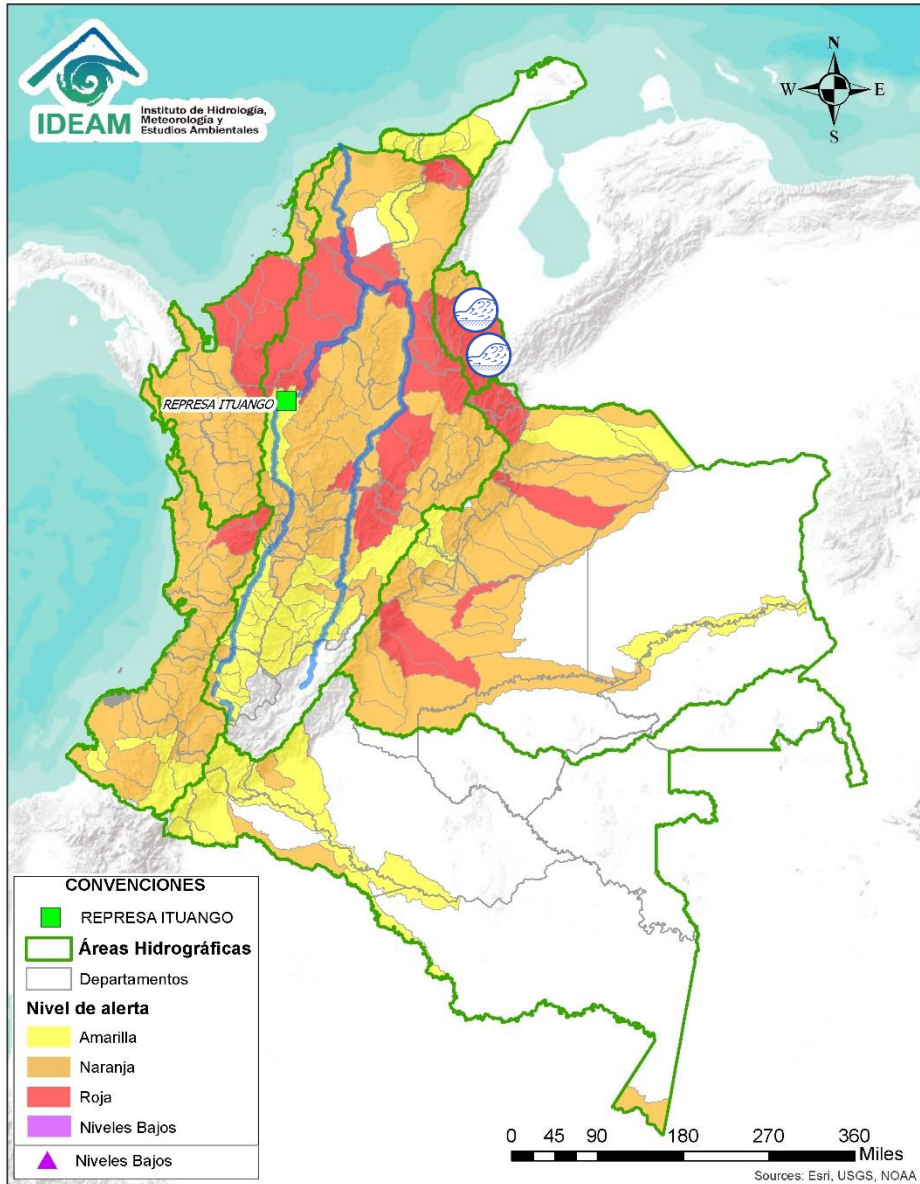 IDEAM
Instituto de Hidrología,
Meteorología y
Estudios Ambientales
N
W
E
S
REPRESA ITUANGO
CONVENCIONES
REPRESA ITUANGO
Áreas Hidrográficas
Departamentos
Nivel de alerta
Amarilla
Naranja
Roja
Niveles Bajos
Niveles Bajos
0 45 90 180 270 360
Miles
Sources: Esri, USGS, NOAA